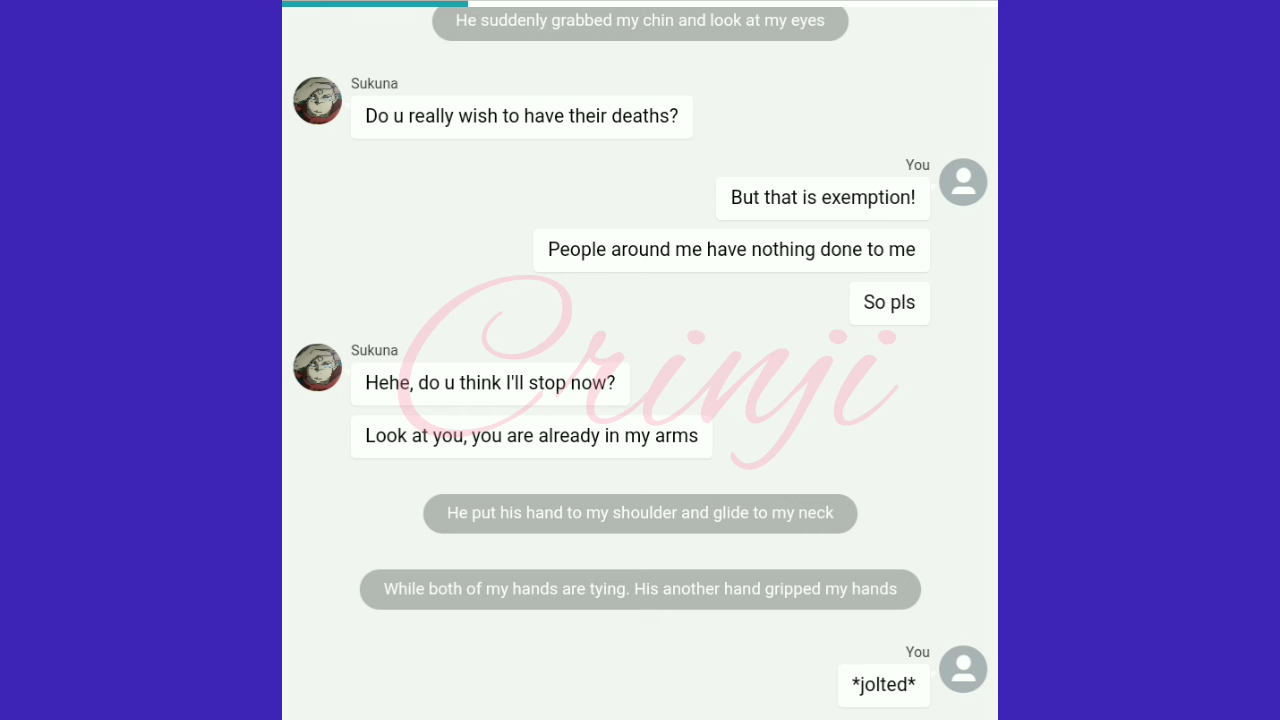 He suddenly grabbed my chin and look at my eyes
Sukuna
Do u really wish to have their deaths?
You
But that is exemption!
People around me have nothing done to me
So pls
Sukuna
Hehe, do u think I'll stop now?
Look at you, you are already in my arms
Crinji
He put his hand to my shoulder and glide to my neck
While both of my hands are tying. His another hand gripped my hands
You
*jolted*